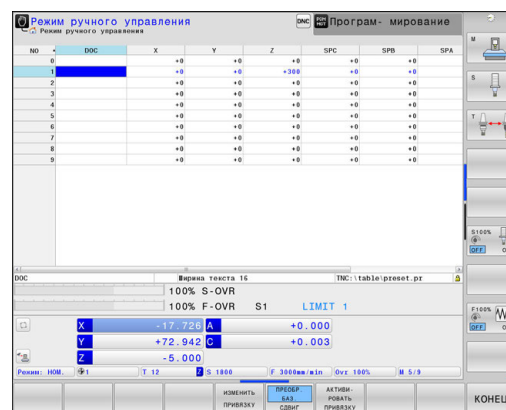 Режим ручного управления
Режим ручного управления
DNC
Програм- мирование
NO DOC X Y Z SPC SPB SPA
0 +0 +0 +0 +0 +0
1 +0 +0 +300 +0 +0
2 +0 +0 +0 +0 +0
3 +0 +0 +0 +0 +0
4 +0 +0 +0 +0 +0
5 +0 +0 +0 +0 +0
6 +0 +0 +0 +0 +0
7 +0 +0 +0 +0 +0
8 +0 +0 +0 +0 +0
9 +0 +0 +0 +0 +0
DOC Ширина текста 16 TNC:\table\preset.pr
100% S-OVR
100% F-OVR S1 LIMIT 1
X -17.726 A +0.000
Y +72.942 C +0.003
Z -5.000
Режим: НОМ. 1 T 12 Z S 1800 F 3000mm/min Ovr 100% M 5/9
ИЗМЕНИТЬ ПРИВЯЗКУ
ПРЕОБР. БАЗ. СДВИГ
АКТИВИ- РОВАТЬ ПРИВЯЗКУ
КОНЕЦ
M
S
T
S100%
OFF
F100%
OFF